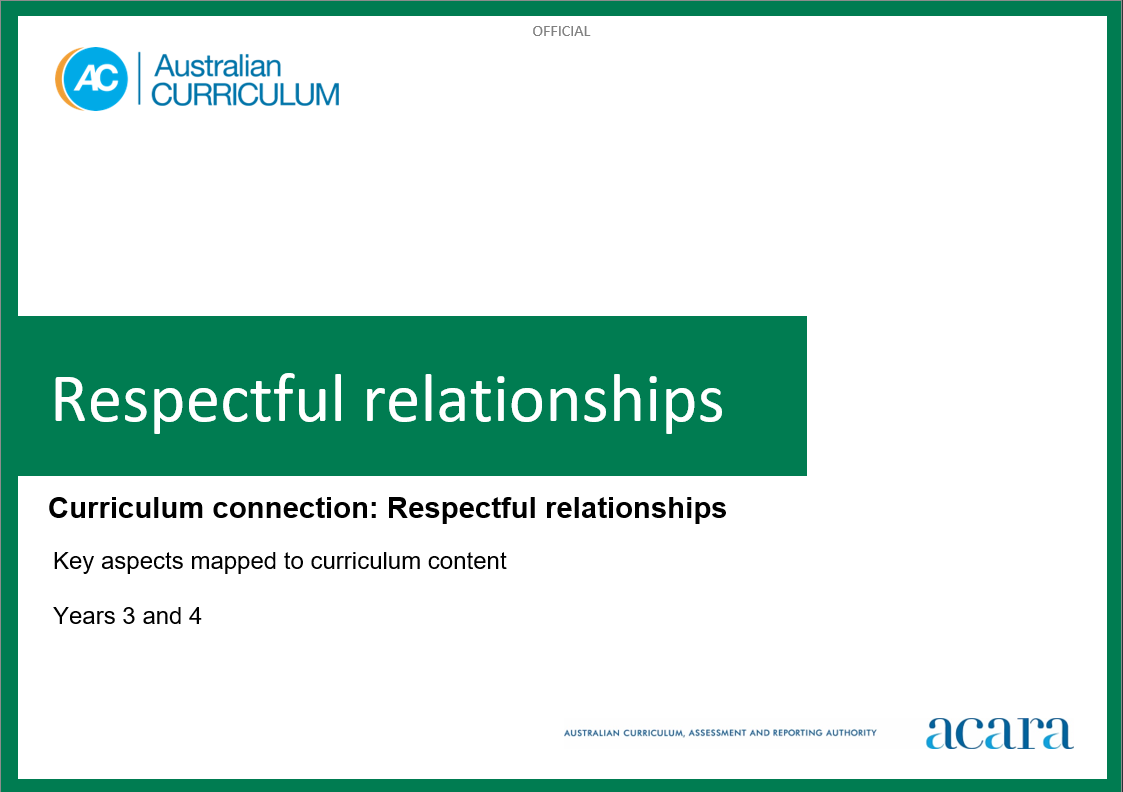 OFFICIAL
AC
Australian
CURRICULUM
Respectful relationships
Curriculum connection: Respectful relationships
Key aspects mapped to curriculum content
Years 3 and 4
AUSTRALIAN CURRICULUM, ASSESSMENT AND REPORTING AUTHORITY
acara